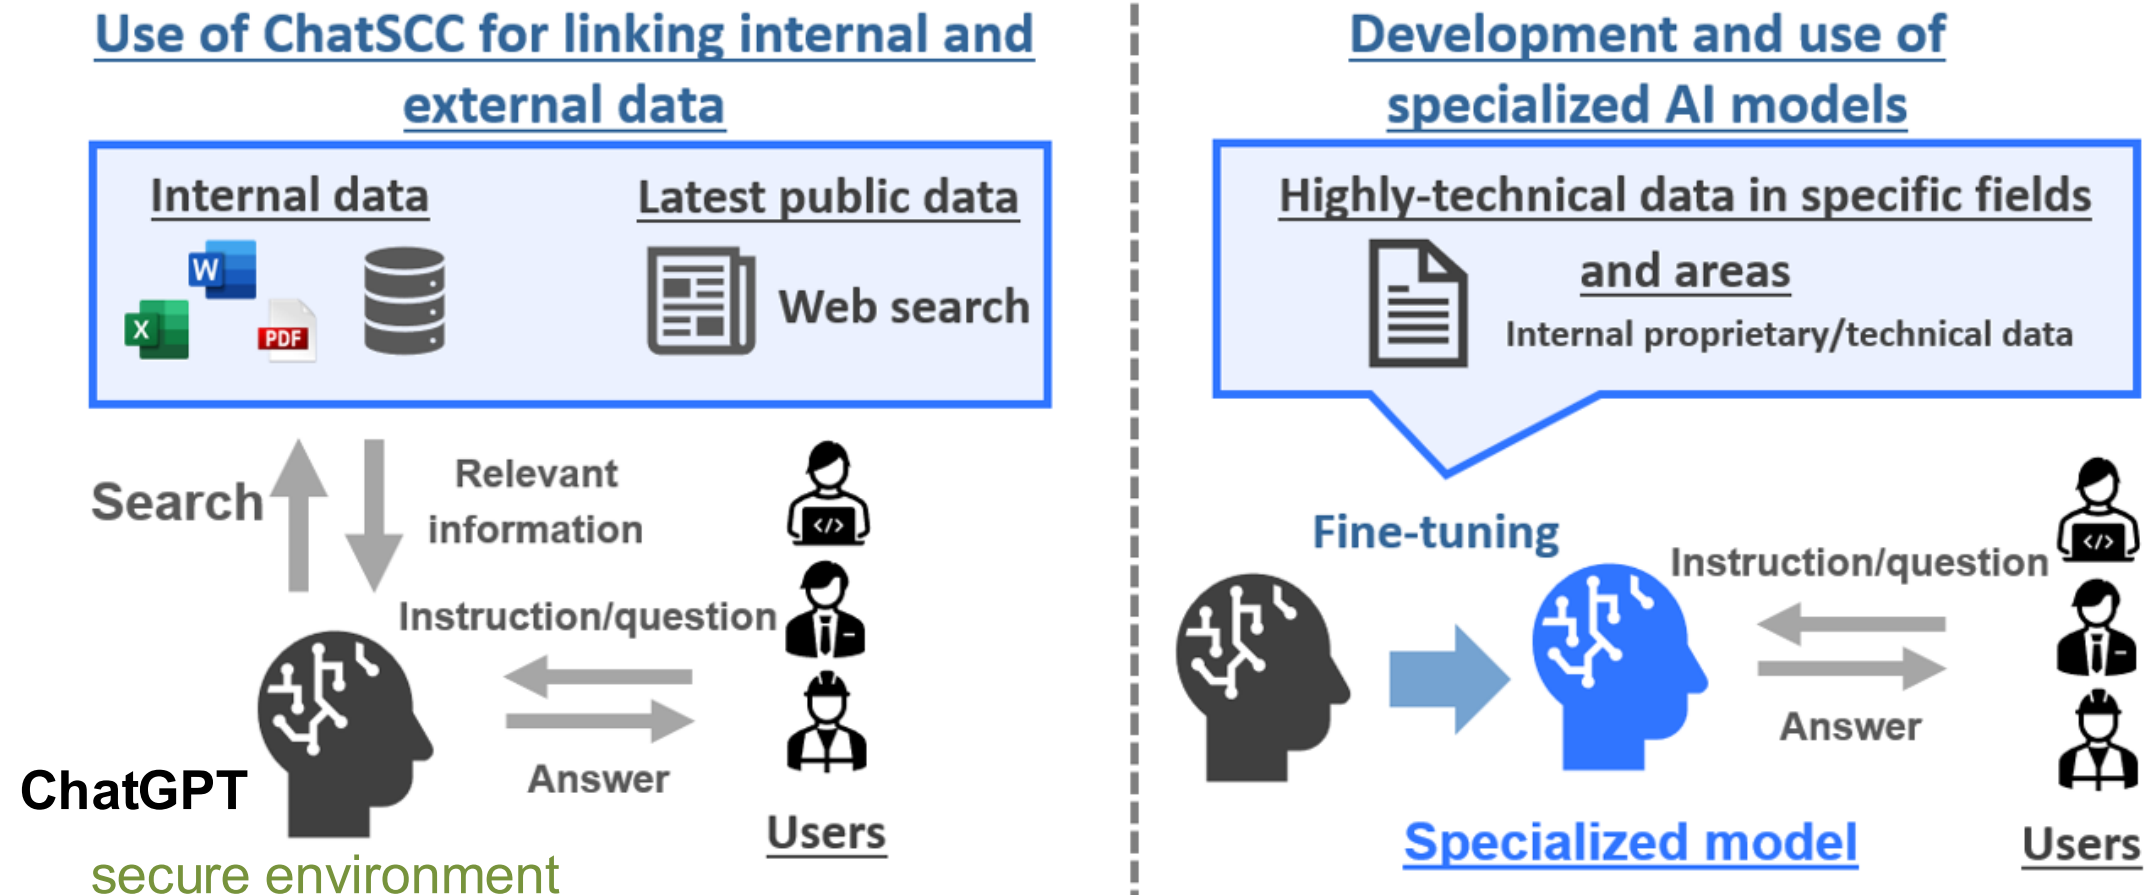 Use of ChatSCC for linking internal and
external data
Internal data
Latest public data
W
X
PDF
Web search
Search
Relevant
information
</>
Instruction/question
Answer
ChatGPT
Users
secure environment
Development and use of
specialized AI models
Highly-technical data in specific fields
and areas
Internal proprietary/technical data
Fine-tuning
Instruction/question
</>
Answer
Specialized model
Users